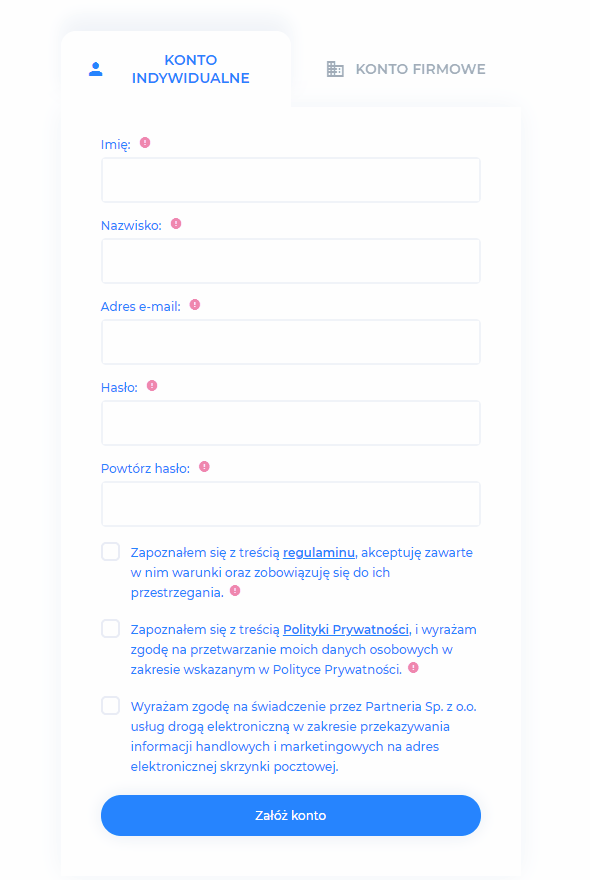 KONTO
INDYWIDUALNE
KONTO FIRMOWE
Imię:
Nazwisko:
Adres e-mail:
Hasło:
Powtórz hasło:
Zapoznałem się z treścią regulaminu, akceptuję zawarte
w nim warunki oraz zobowiązuję się do ich
przestrzegania.
Zapoznałem się z treścią Polityki Prywatności, i wyrażam
zgodę na przetwarzanie moich danych osobowych w
zakresie wskazanym w Polityce Prywatności.
Wyrażam zgodę na świadczenie przez Partneria Sp. z o.o.
usług drogą elektroniczną w zakresie przekazywania
informacji handlowych i marketingowych na adres
elektronicznej skrzynki pocztowej.
Załóż konto